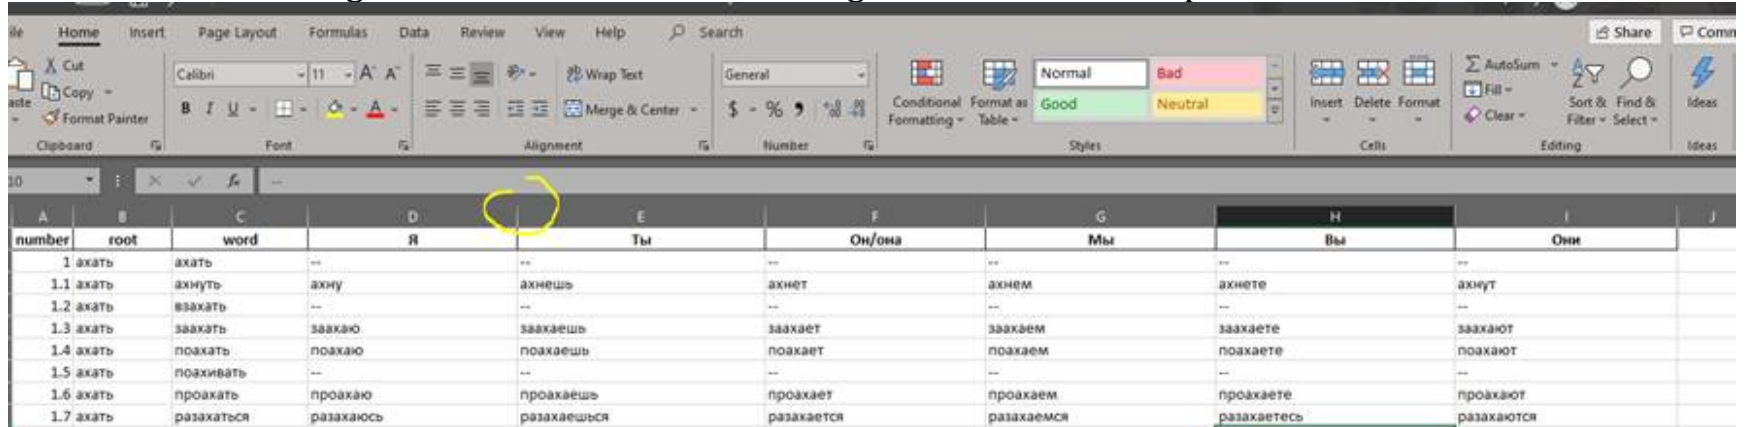 Home Insert Page Layout Formulas Data Review View Help Search Share
Cut
Copy
Format Painter
Calibri 11 A A
B I U A
Wrap Text
Merge & Center
General
$ % 9
Conditional Formatting
Format as Table
Normal Bad
Good Neutral
Insert Delete Format
AutoSum
Fill
Clear
Sort & Filter
Find & Select
Ideas
Clipboard Font Alignment Number Styles Cells Editing Ideas
fx --
A B C D E F G H I J
number root word Я Ты Он/она Мы Вы Они
1 ахать ахать -- -- -- -- -- --
1.1 ахать ахнуть ахну ахнешь ахнет ахнем ахнете ахнут
1.2 ахать взахать -- -- -- -- -- --
1.3 ахать заахать заахаю заахаешь заахает заахаем заахаете заахают
1.4 ахать поахать поахаю поахаешь поахает поахаем поахаете поахают
1.5 ахать поахивать -- -- -- -- -- --
1.6 ахать проахать проахаю проахаешь проахает проахаем проахаете проахают
1.7 ахать разахаться разахаюсь разахаешься разахается разахаемся разахаетесь разахаются